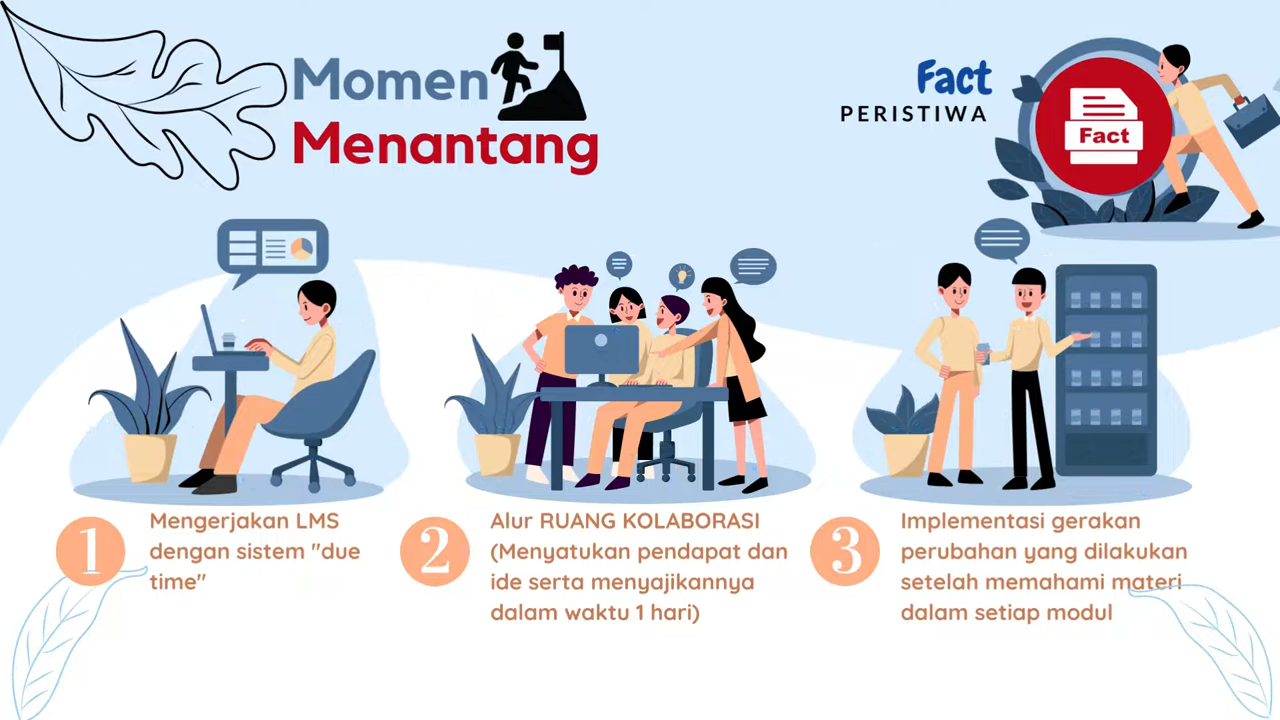 Momen
Menantang
Fact
PERISTIWA
Fact
1
Mengerjakan LMS
dengan sistem "due
time"
2
Alur RUANG KOLABORASI
(Menyatukan pendapat dan
ide serta menyajikannya
dalam waktu 1 hari)
3
Implementasi gerakan
perubahan yang dilakukan
setelah memahami materi
dalam setiap modul